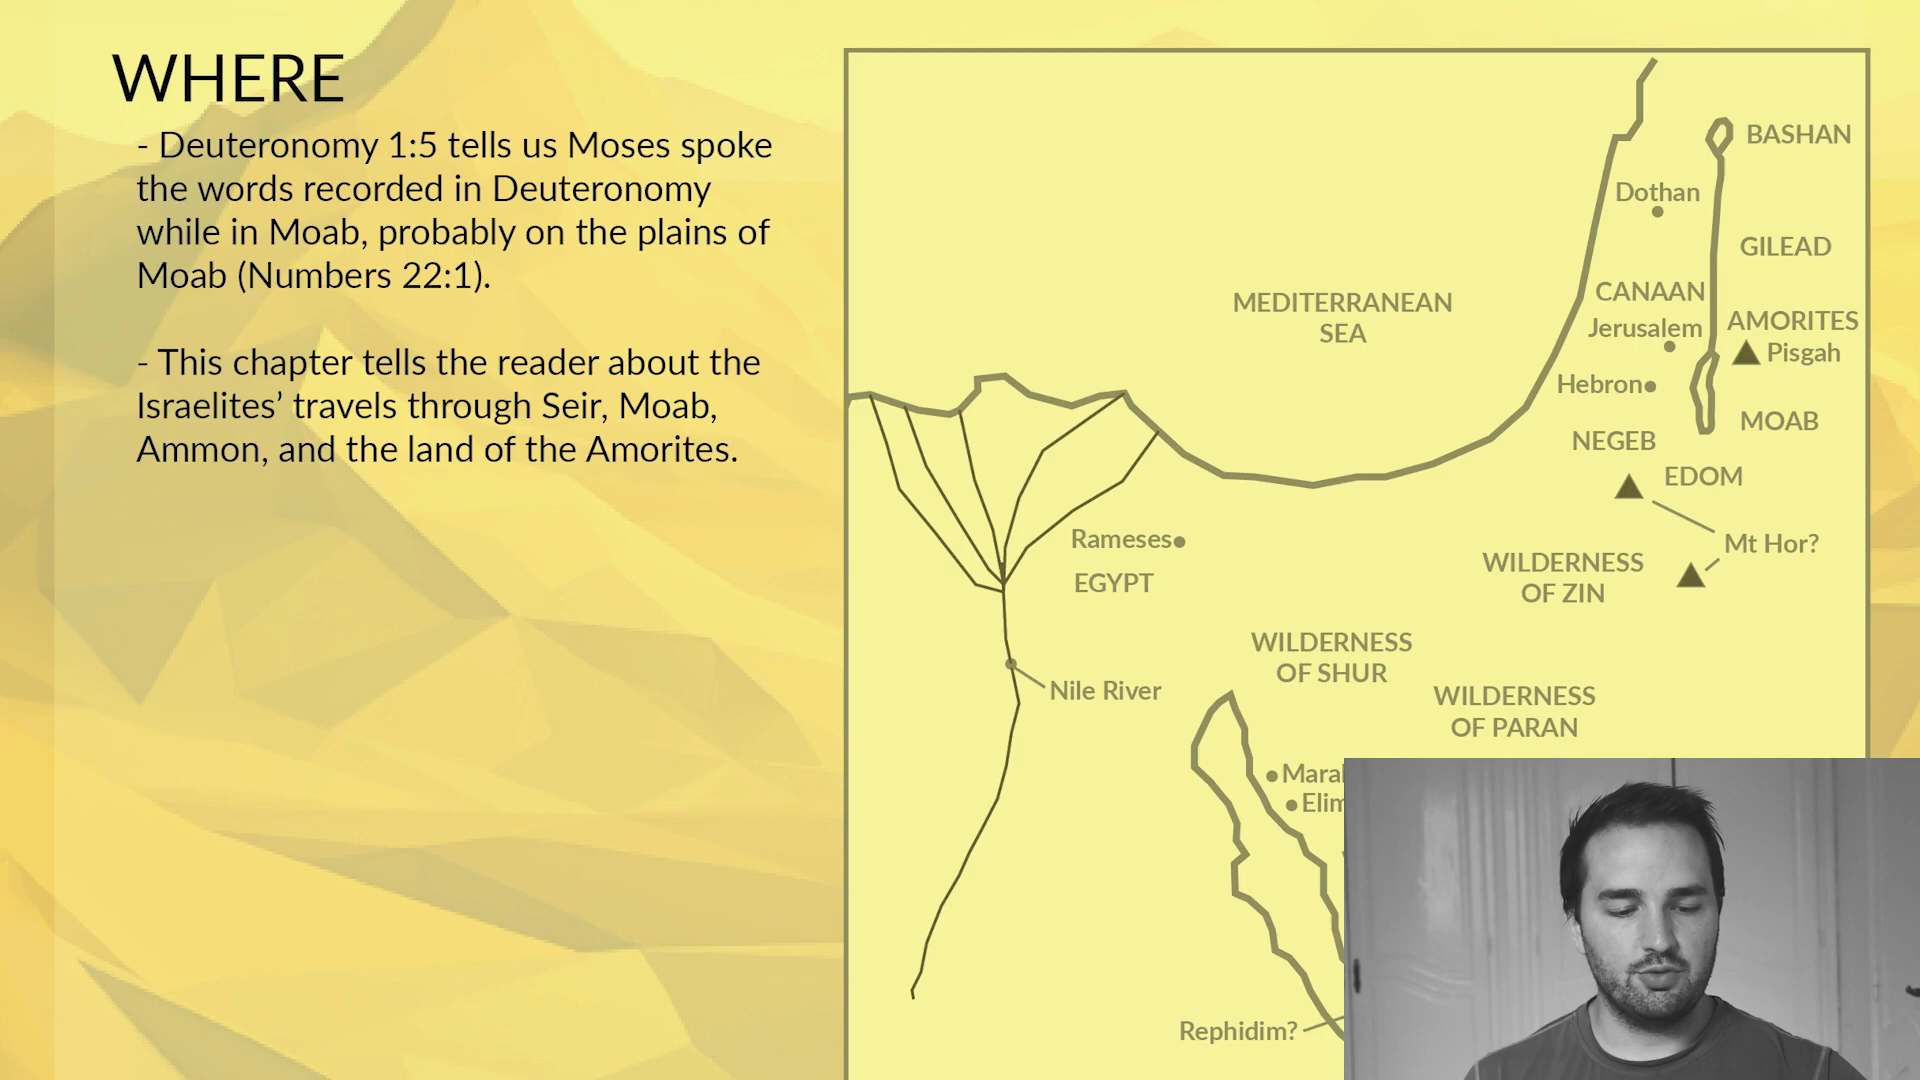 WHERE
- Deuteronomy 1:5 tells us Moses spoke
the words recorded in Deuteronomy
while in Moab, probably on the plains of
Moab (Numbers 22:1).
- This chapter tells the reader about the
Israelites’ travels through Seir, Moab,
Ammon, and the land of the Amorites.
BASHAN
Dothan
GILEAD
CANAAN
MEDITERRANEAN
SEA
Jerusalem
AMORITES
Pisgah
Hebron
MOAB
NEGEB
EDOM
Rameses
Mt Hor?
EGYPT
WILDERNESS
OF ZIN
WILDERNESS
OF SHUR
Nile River
WILDERNESS
OF PARAN
Elim
Rephidim?